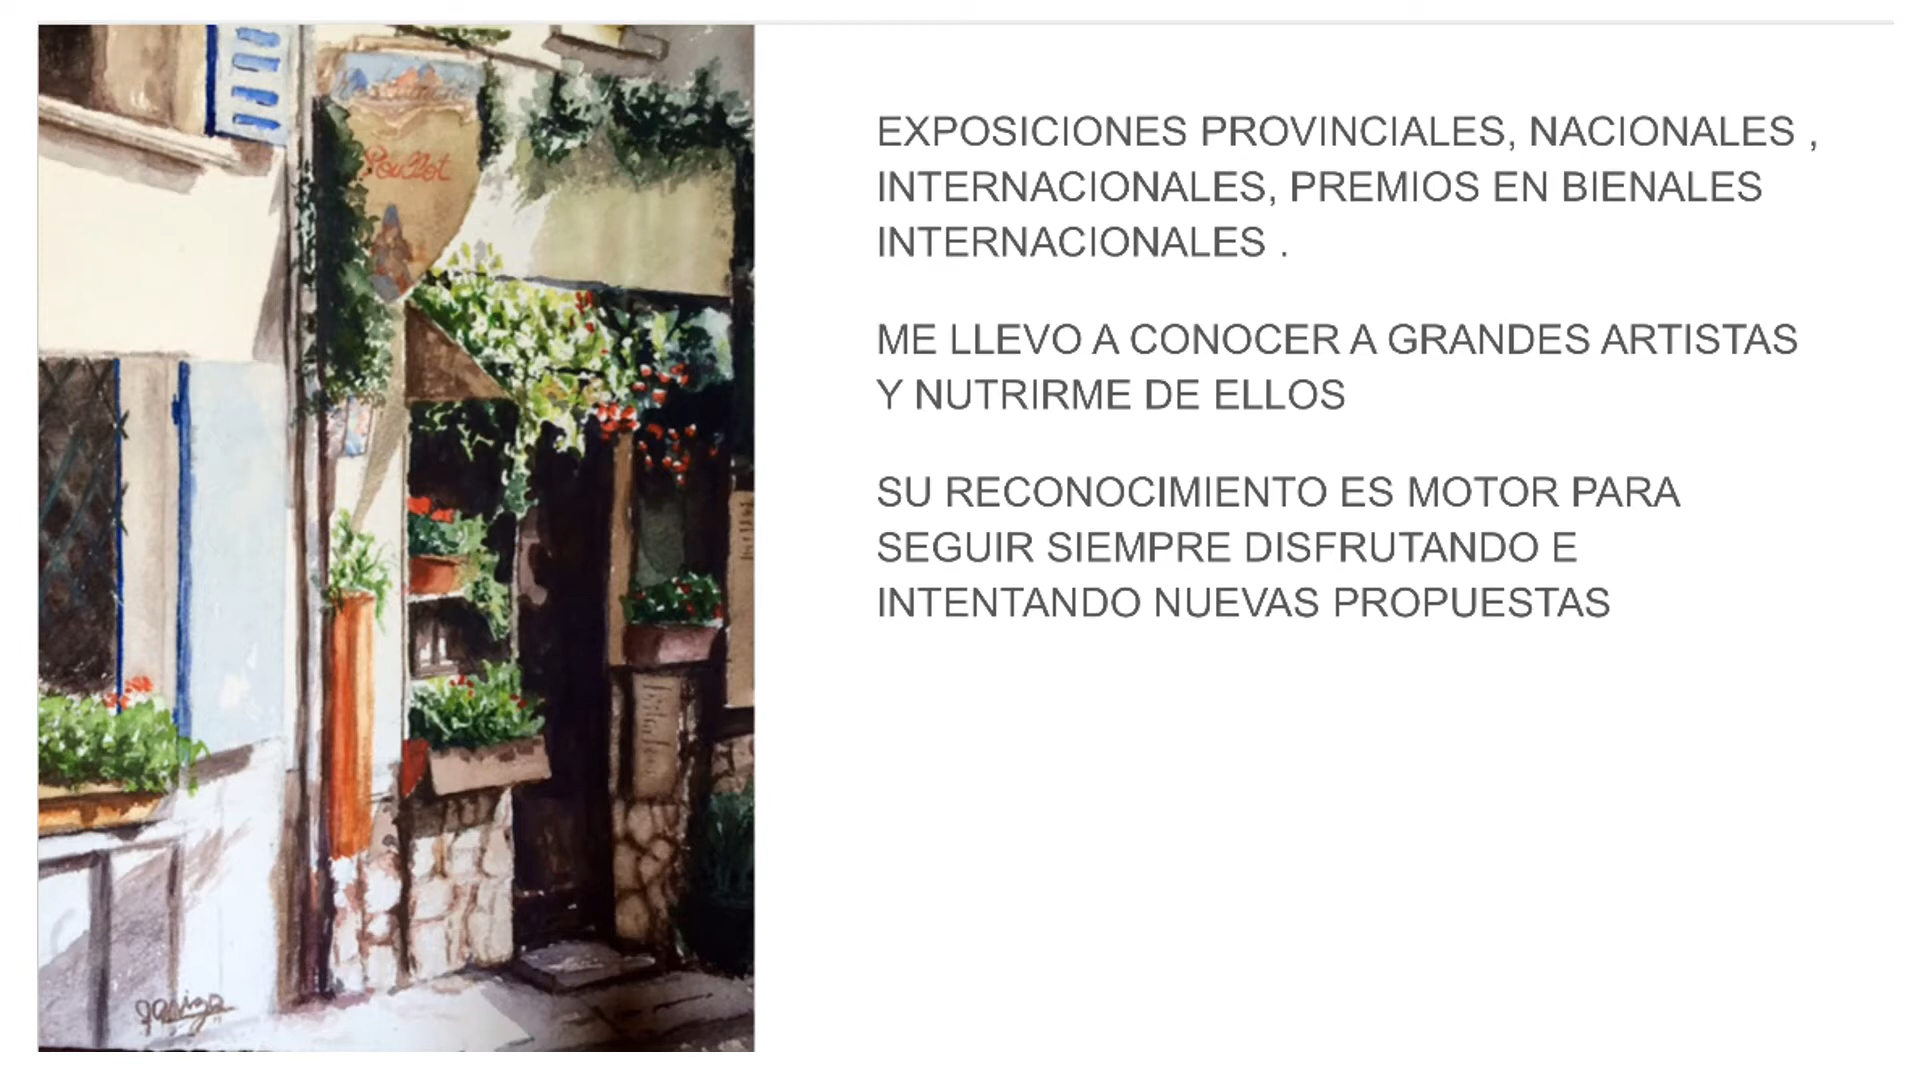 Poullot
EXPOSICIONES PROVINCIALES, NACIONALES ,
INTERNACIONALES, PREMIOS EN BIENALES
INTERNACIONALES .
ME LLEVO A CONOCER A GRANDES ARTISTAS
Y NUTRIRME DE ELLOS
SU RECONOCIMIENTO ES MOTOR PARA
SEGUIR SIEMPRE DISFRUTANDO E
INTENTANDO NUEVAS PROPUESTAS